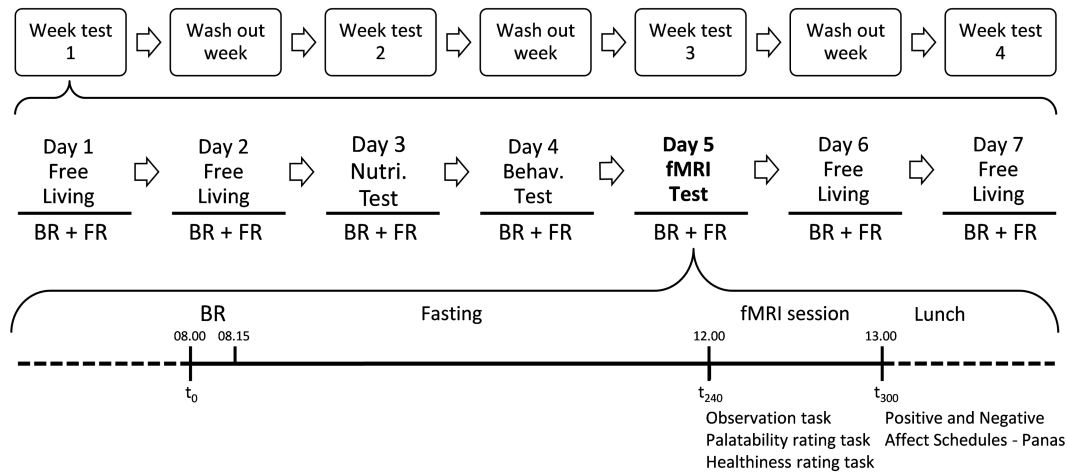 Week test
1
Wash out
week
Week test
2
Wash out
week
Week test
3
Wash out
week
Week test
4
Day 1
Free
Living
BR + FR
Day 2
Free
Living
BR + FR
Day 3
Nutri.
Test
BR + FR
Day 4
Behav.
Test
BR + FR
Day 5
fMRI
Test
BR + FR
Day 6
Free
Living
BR + FR
Day 7
Free
Living
BR + FR
BR
Fasting
fMRI session
Lunch
08.00
08.15
12.00
13.00
t0
t240
t300
Observation task
Palatability rating task
Healthiness rating task
Positive and Negative
Affect Schedules - Panas